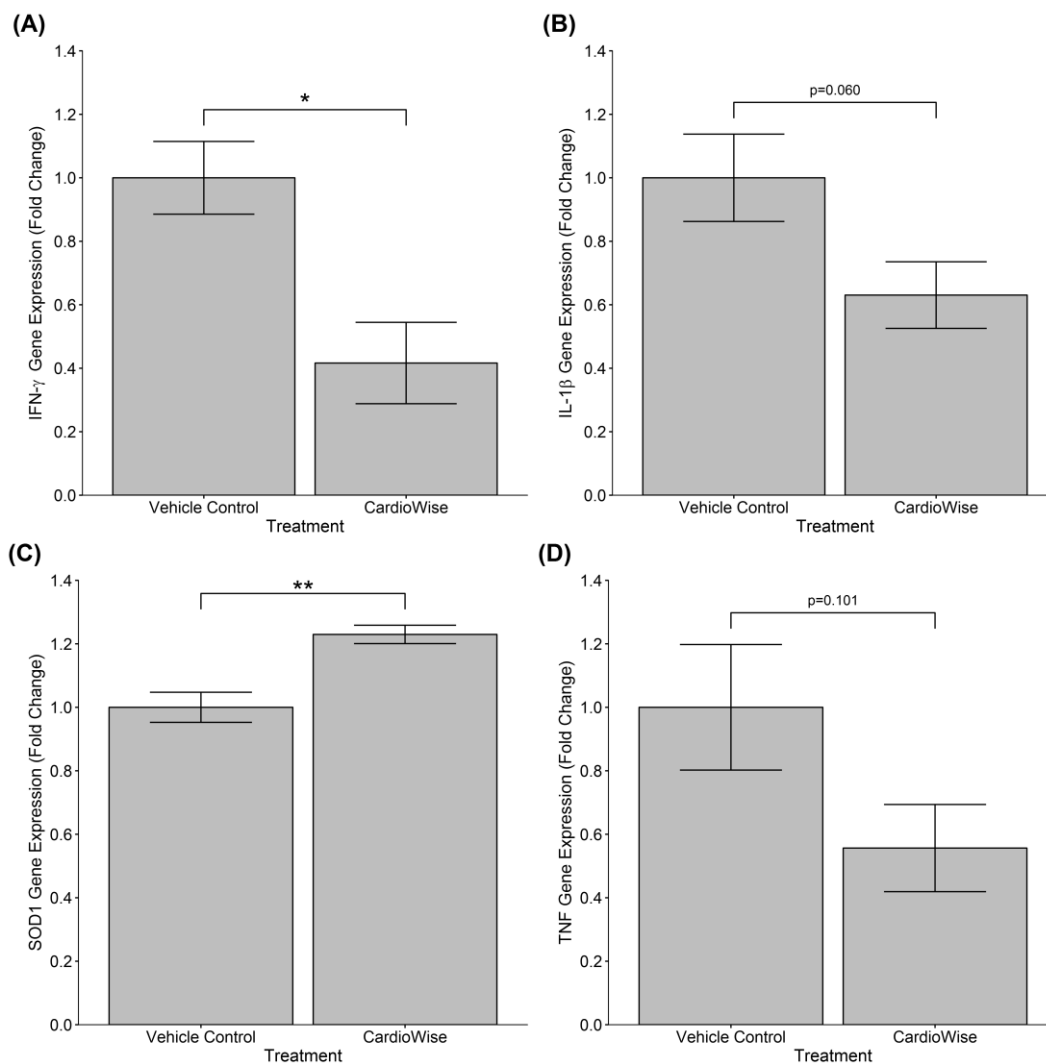 (A)
IFN-γ Gene Expression (Fold Change)
1.4
1.2
1.0
0.8
0.6
0.4
0.2
0.0
*
Vehicle Control
CardioWise
Treatment
(B)
IL-1β Gene Expression (Fold Change)
1.4
1.2
1.0
0.8
0.6
0.4
0.2
0.0
p=0.060
Vehicle Control
CardioWise
Treatment
(C)
SOD1 Gene Expression (Fold Change)
1.4
1.2
1.0
0.8
0.6
0.4
0.2
0.0
**
Vehicle Control
CardioWise
Treatment
(D)
TNF Gene Expression (Fold Change)
1.4
1.2
1.0
0.8
0.6
0.4
0.2
0.0
p=0.101
Vehicle Control
CardioWise
Treatment